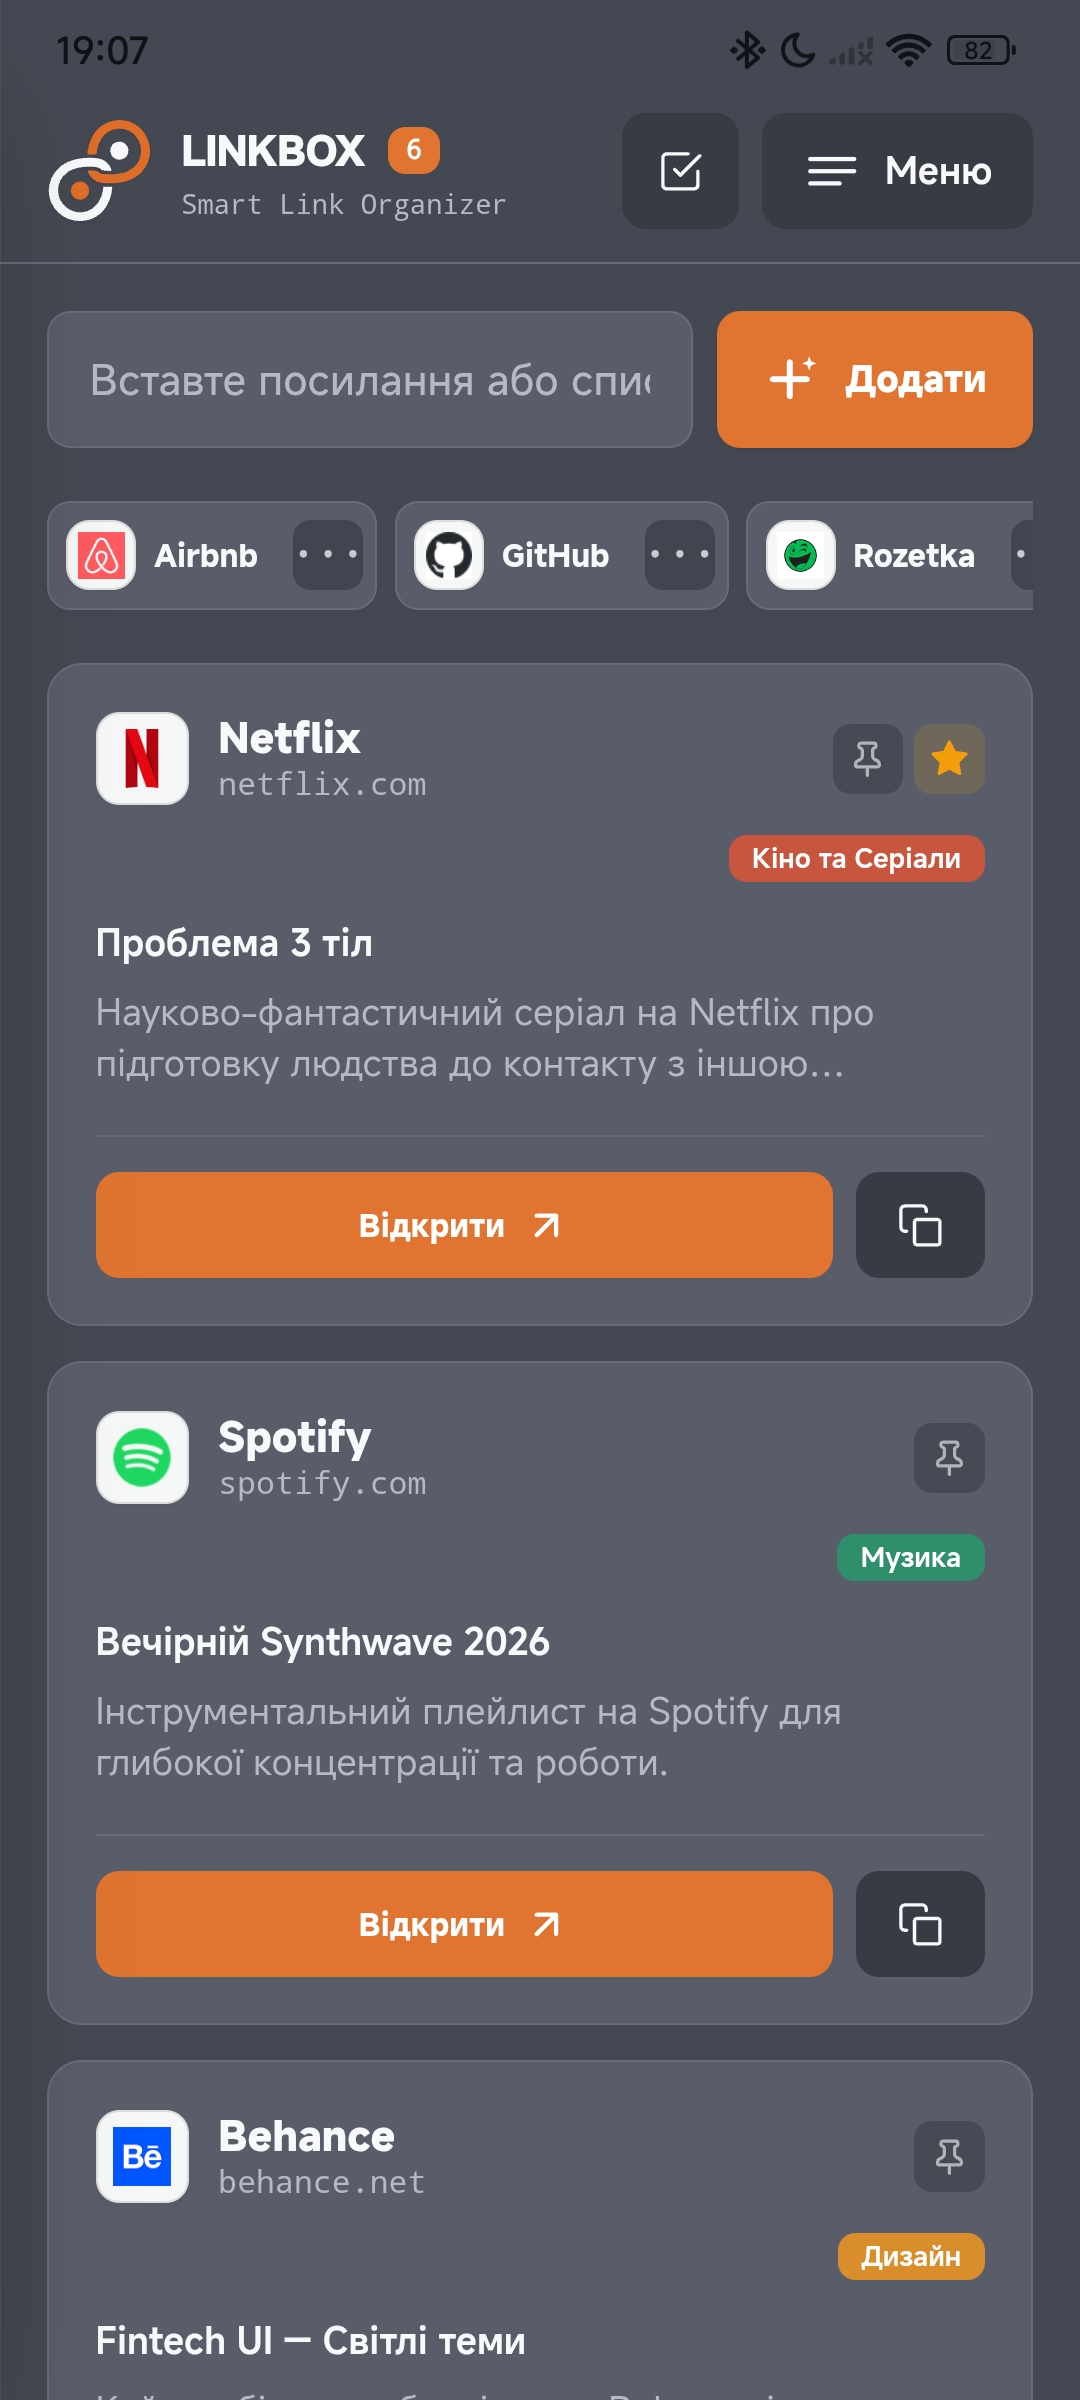 19:07
82
LINKBOX 6
Smart Link Organizer
Меню
Вставте посилання або спи
Додати
Airbnb
GitHub
Rozetka
Netflix
netflix.com
Кіно та Серіали
Проблема 3 тіл
Науково-фантастичний серіал на Netflix про
підготовку людства до контакту з іншою...
Відкрити
Spotify
spotify.com
Музика
Вечірній Synthwave 2026
Інструментальний плейлист на Spotify для
глибокої концентрації та роботи.
Відкрити
Bē
Behance
behance.net
Дизайн
Fintech UI — Світлі теми